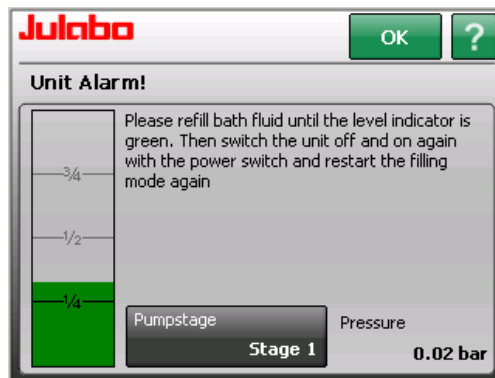 Julabo
OK
?
Unit Alarm!
Please refill bath fluid until the level indicator is
green. Then switch the unit off and on again
with the power switch and restart the filling
mode again
3/4
1/2
1/4
Pumpstage
Stage 1
Pressure
0.02 bar